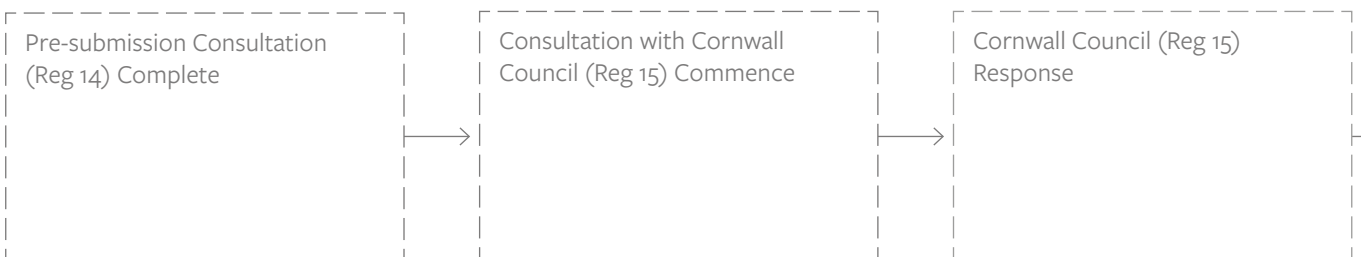 Pre-submission Consultation
(Reg 14) Complete
Consultation with Cornwall
Council (Reg 15) Commence
Cornwall Council (Reg 15)
Response